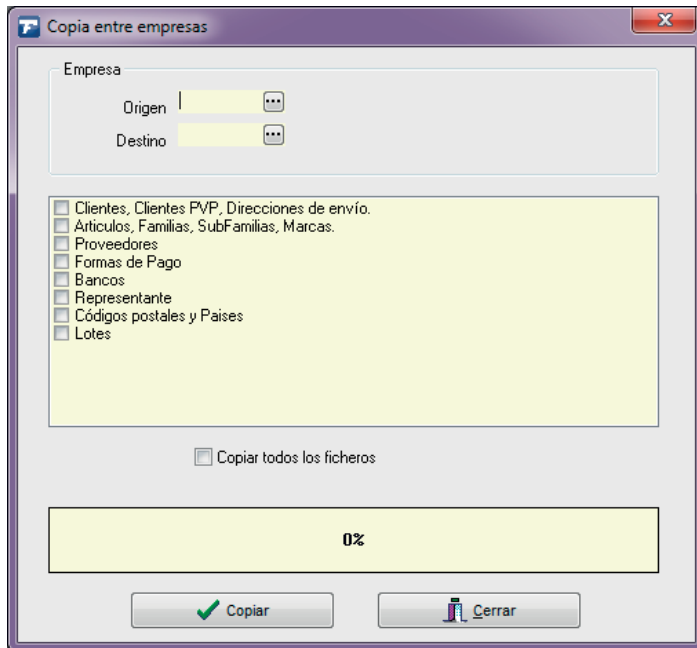 Copia entre empresas
Empresa
Origen
Destino
Clientes, Clientes PVP, Direcciones de envío.
Articulos, Familias, SubFamilias, Marcas.
Proveedores
Formas de Pago
Bancos
Representante
Códigos postales y Paises
Lotes
Copiar todos los ficheros
0%
Copiar
Cerrar